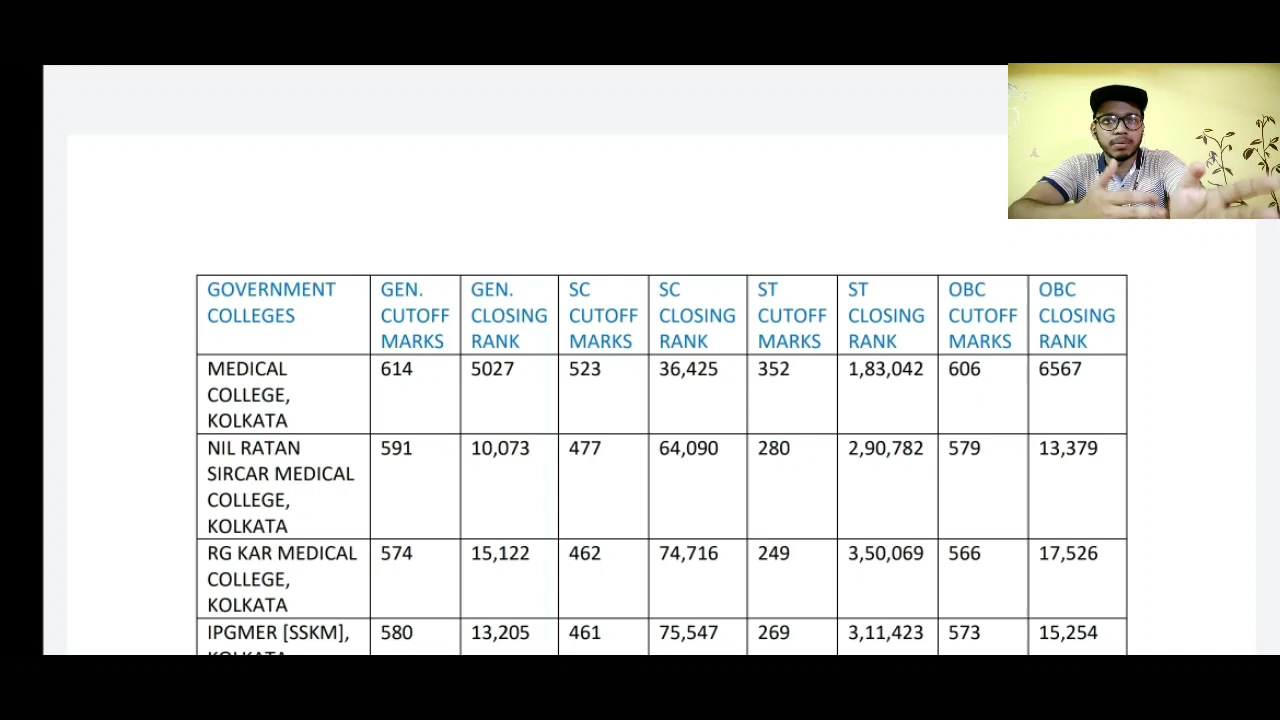 GOVERNMENT COLLEGES GEN. CUTOFF MARKS GEN. CLOSING RANK SC CUTOFF MARKS SC CLOSING RANK ST CUTOFF MARKS ST CLOSING RANK OBC CUTOFF MARKS OBC CLOSING RANK
MEDICAL COLLEGE, KOLKATA 614 5027 523 36,425 352 1,83,042 606 6567
NIL RATAN SIRCAR MEDICAL COLLEGE, KOLKATA 591 10,073 477 64,090 280 2,90,782 579 13,379
RG KAR MEDICAL COLLEGE, KOLKATA 574 15,122 462 74,716 249 3,50,069 566 17,526
IPGMER [SSKM], KOLKATA 580 13,205 461 75,547 269 3,11,423 573 15,254